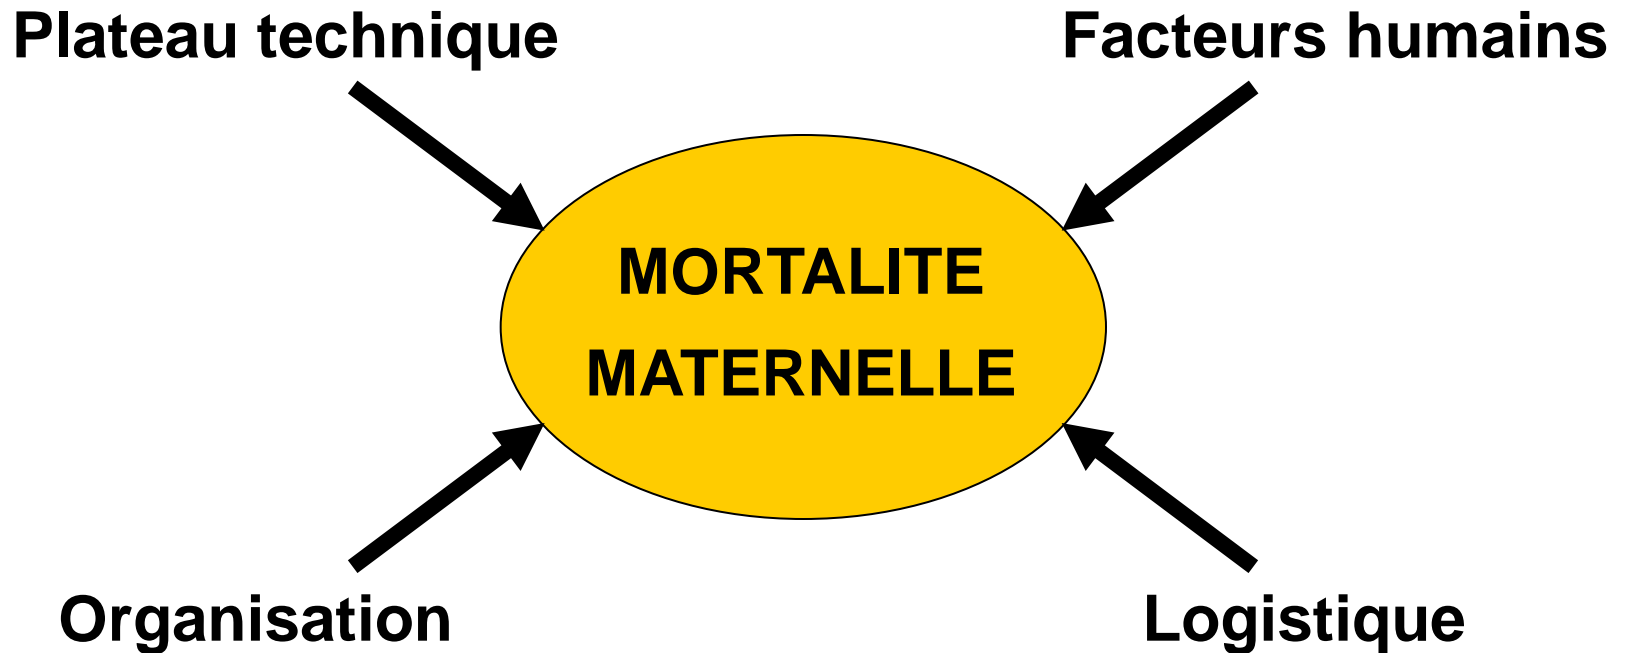 Plateau technique
Facteurs humains
MORTALITE
MATERNELLE
Organisation
Logistique